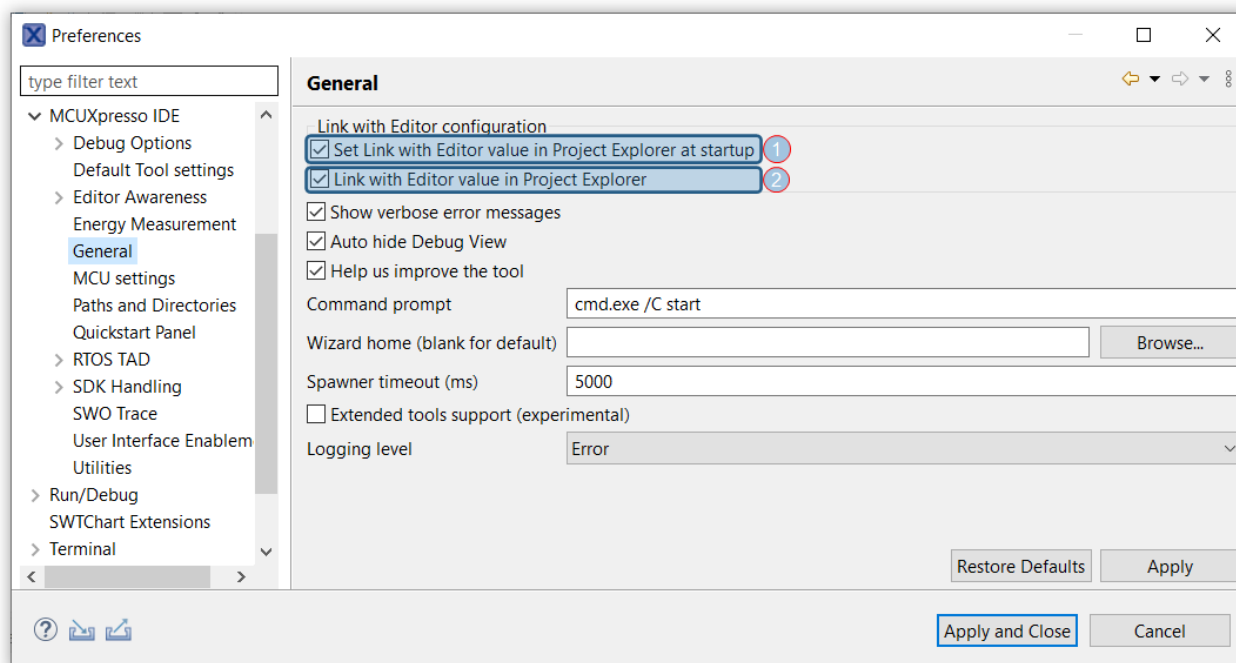 Preferences
type filter text
MCUXpresso IDE
Debug Options
Default Tool settings
Editor Awareness
Energy Measurement
General
MCU settings
Paths and Directories
Quickstart Panel
RTOS TAD
SDK Handling
SWO Trace
User Interface Enablem
Utilities
Run/Debug
SWTChart Extensions
Terminal
General
Link with Editor configuration
Set Link with Editor value in Project Explorer at startup 1
Link with Editor value in Project Explorer 2
Show verbose error messages
Auto hide Debug View
Help us improve the tool
Command prompt cmd.exe /C start
Wizard home (blank for default) Browse...
Spawner timeout (ms) 5000
Extended tools support (experimental)
Logging level Error
Restore Defaults Apply
Apply and Close Cancel